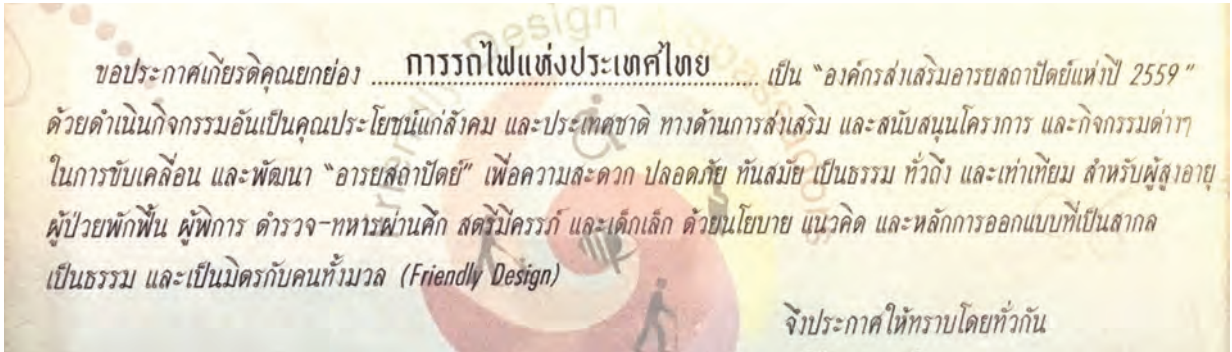 Friendly Design Ambassadors
ขอประกาศเกียรติคุณยกย่อง ........การรถไฟแห่งประเทศไทย........ เป็น "องค์กรส่งเสริมอารยสถาปัตย์แห่งปี 2559"
ด้วยดำเนินกิจกรรมอันเป็นคุณประโยชน์แก่สังคม และประเทศชาติ ทางด้านการส่งเสริม และสนับสนุนโครงการ และกิจกรรมต่างๆ
ในการขับเคลื่อน และพัฒนา "อารยสถาปัตย์" เพื่อความสะดวก ปลอดภัย ทันสมัย เป็นธรรม ทั่วถึง และเท่าเทียม สำหรับผู้สูงอายุ
ผู้ป่วยพักฟื้น ผู้พิการ ตำรวจ-ทหารผ่านศึก สตรีมีครรภ์ และเด็กเล็ก ด้วยนโยบาย แนวคิด และหลักการออกแบบที่เป็นสากล
เป็นธรรม และเป็นมิตรกับคนทั้งมวล (Friendly Design)
จึงประกาศให้ทราบโดยทั่วกัน